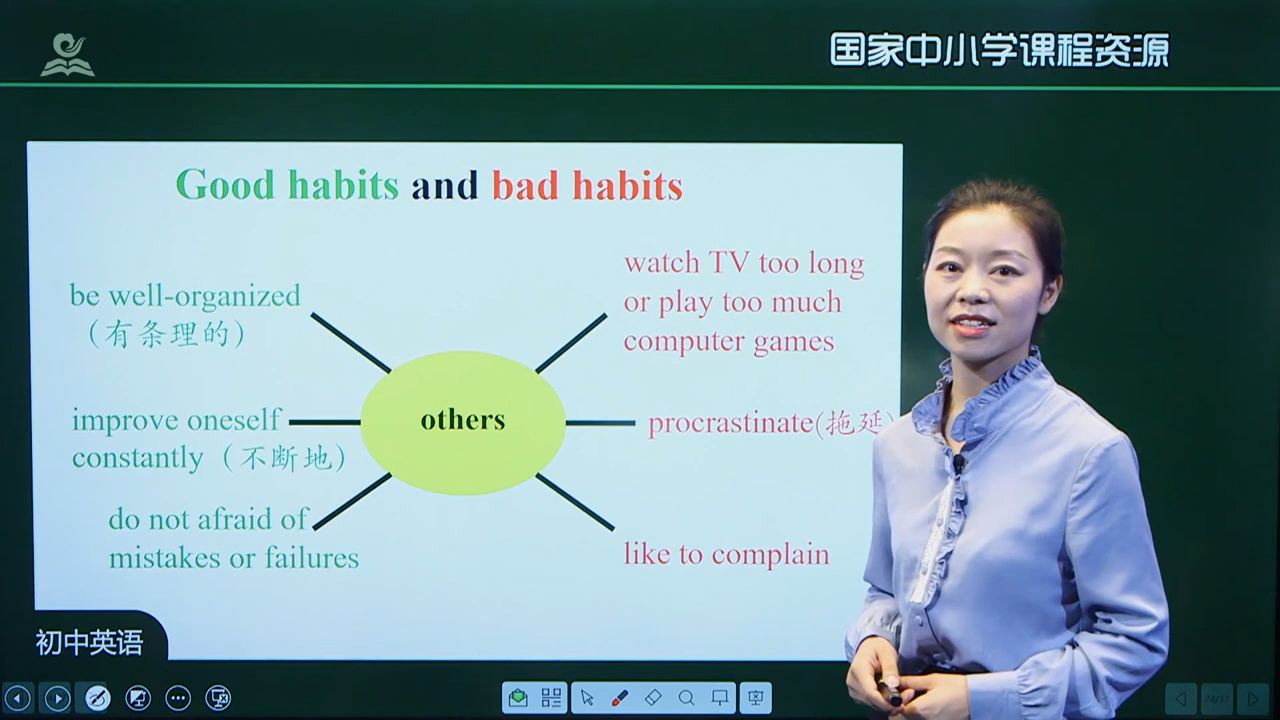 国家中小学课程资源
Good habits and bad habits
be well-organized
（有条理的）
improve oneself
constantly（不断地）
do not afraid of
mistakes or failures
others
watch TV too long
or play too much
computer games
procrastinate(拖延)
like to complain
初中英语